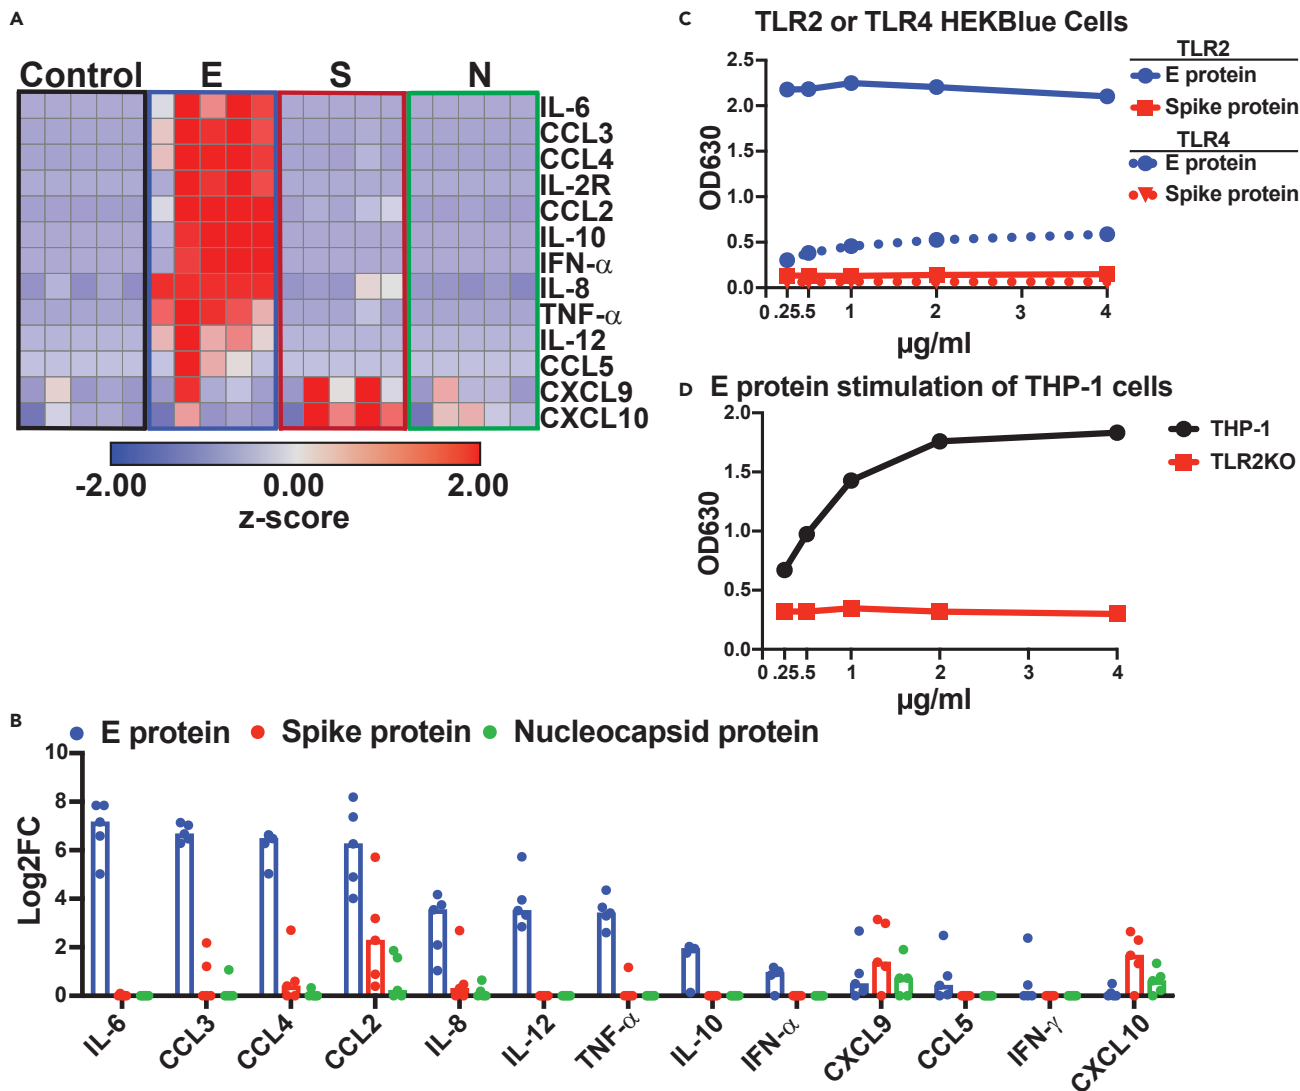 A
Control E S N
IL-6
CCL3
CCL4
IL-2R
CCL2
IL-10
IFN-α
IL-8
TNF-α
IL-12
CCL5
CXCL9
CXCL10
-2.00 0.00 2.00
z-score
C TLR2 or TLR4 HEKBlue Cells
OD630
2.5
2.0
1.5
1.0
0.5
0.0
0 .25 .5 1 2 3 4
µg/ml
TLR2
E protein
Spike protein
TLR4
E protein
Spike protein
D E protein stimulation of THP-1 cells
OD630
2.0
1.5
1.0
0.5
0.0
0 .25 .5 1 2 3 4
µg/ml
THP-1
TLR2KO
B
E protein Spike protein Nucleocapsid protein
Log2FC
10
8
6
4
2
0
IL-6 CCL3 CCL4 CCL2 IL-8 IL-12 TNF-α IL-10 IFN-α CXCL9 CCL5 IFN-γ CXCL10